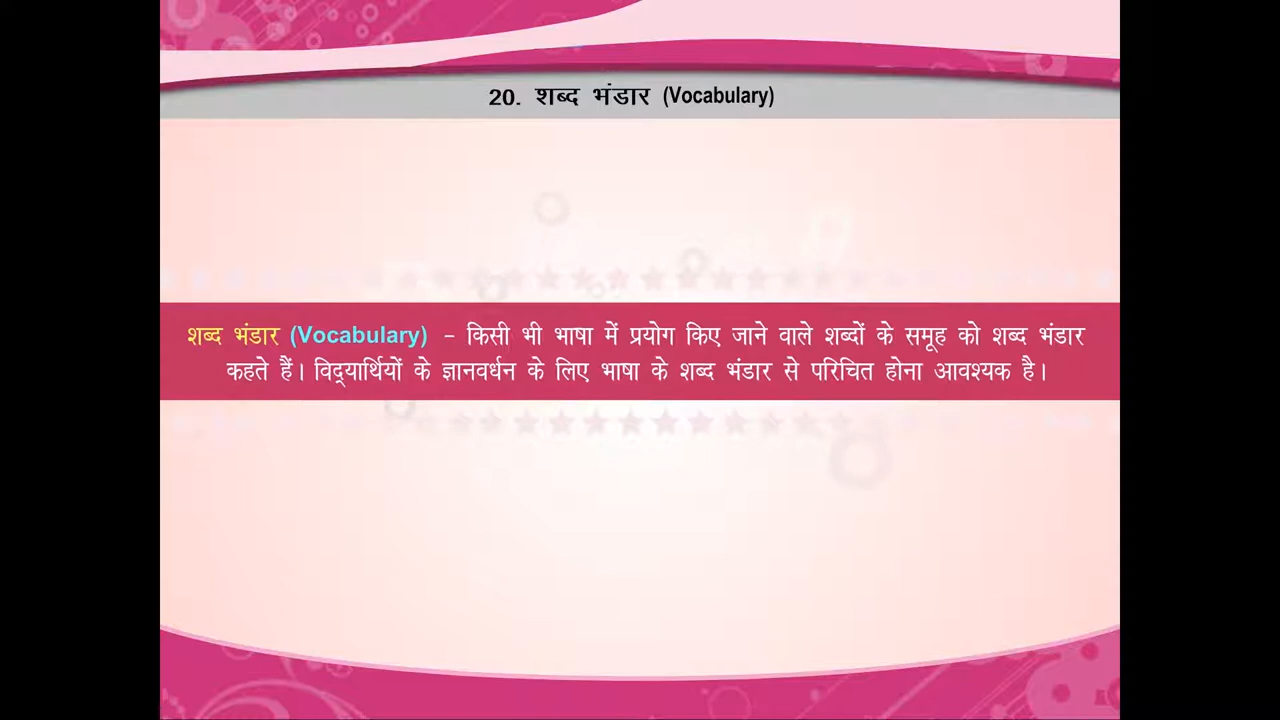 20. शब्द भंडार (Vocabulary)
शब्द भंडार (Vocabulary) - किसी भी भाषा में प्रयोग किए जाने वाले शब्दों के समूह को शब्द भंडार
कहते हैं। विद्‌यार्थियों के ज्ञानवर्धन के लिए भाषा के शब्द भंडार से परिचित होना आवश्यक है।